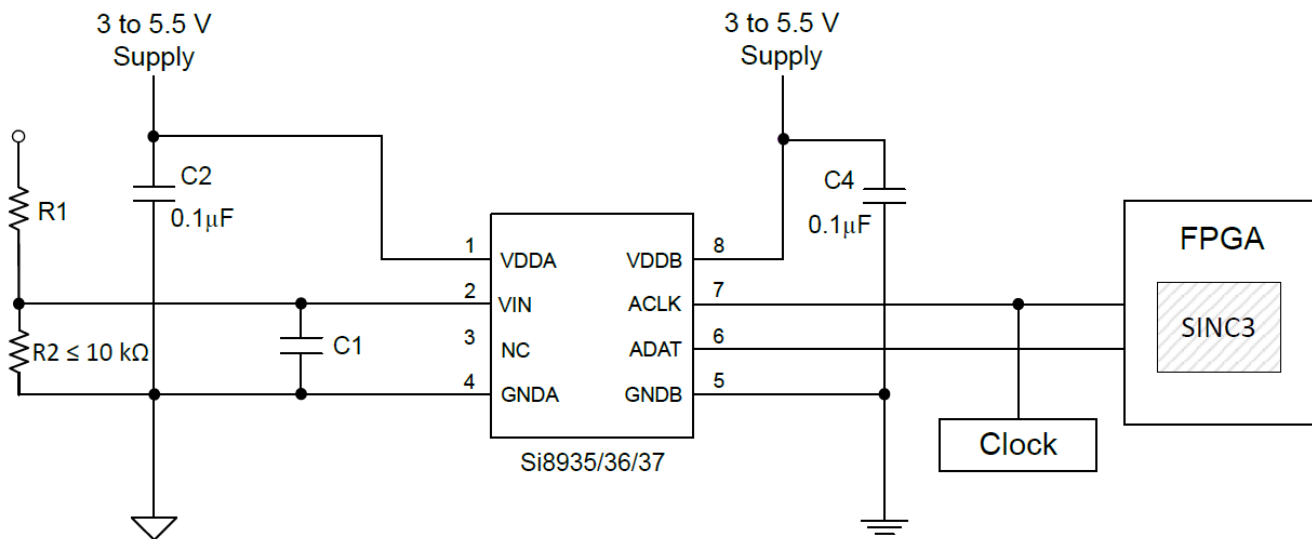 3 to 5.5 V
Supply
3 to 5.5 V
Supply
C2
0.1μF
C4
0.1μF
R1
R2 ≤ 10 kΩ
C1
1
2
3
4
VDDA
VIN
NC
GNDA
VDDB
ACLK
ADAT
GNDB
8
7
6
5
Si8935/36/37
FPGA
SINC3
Clock